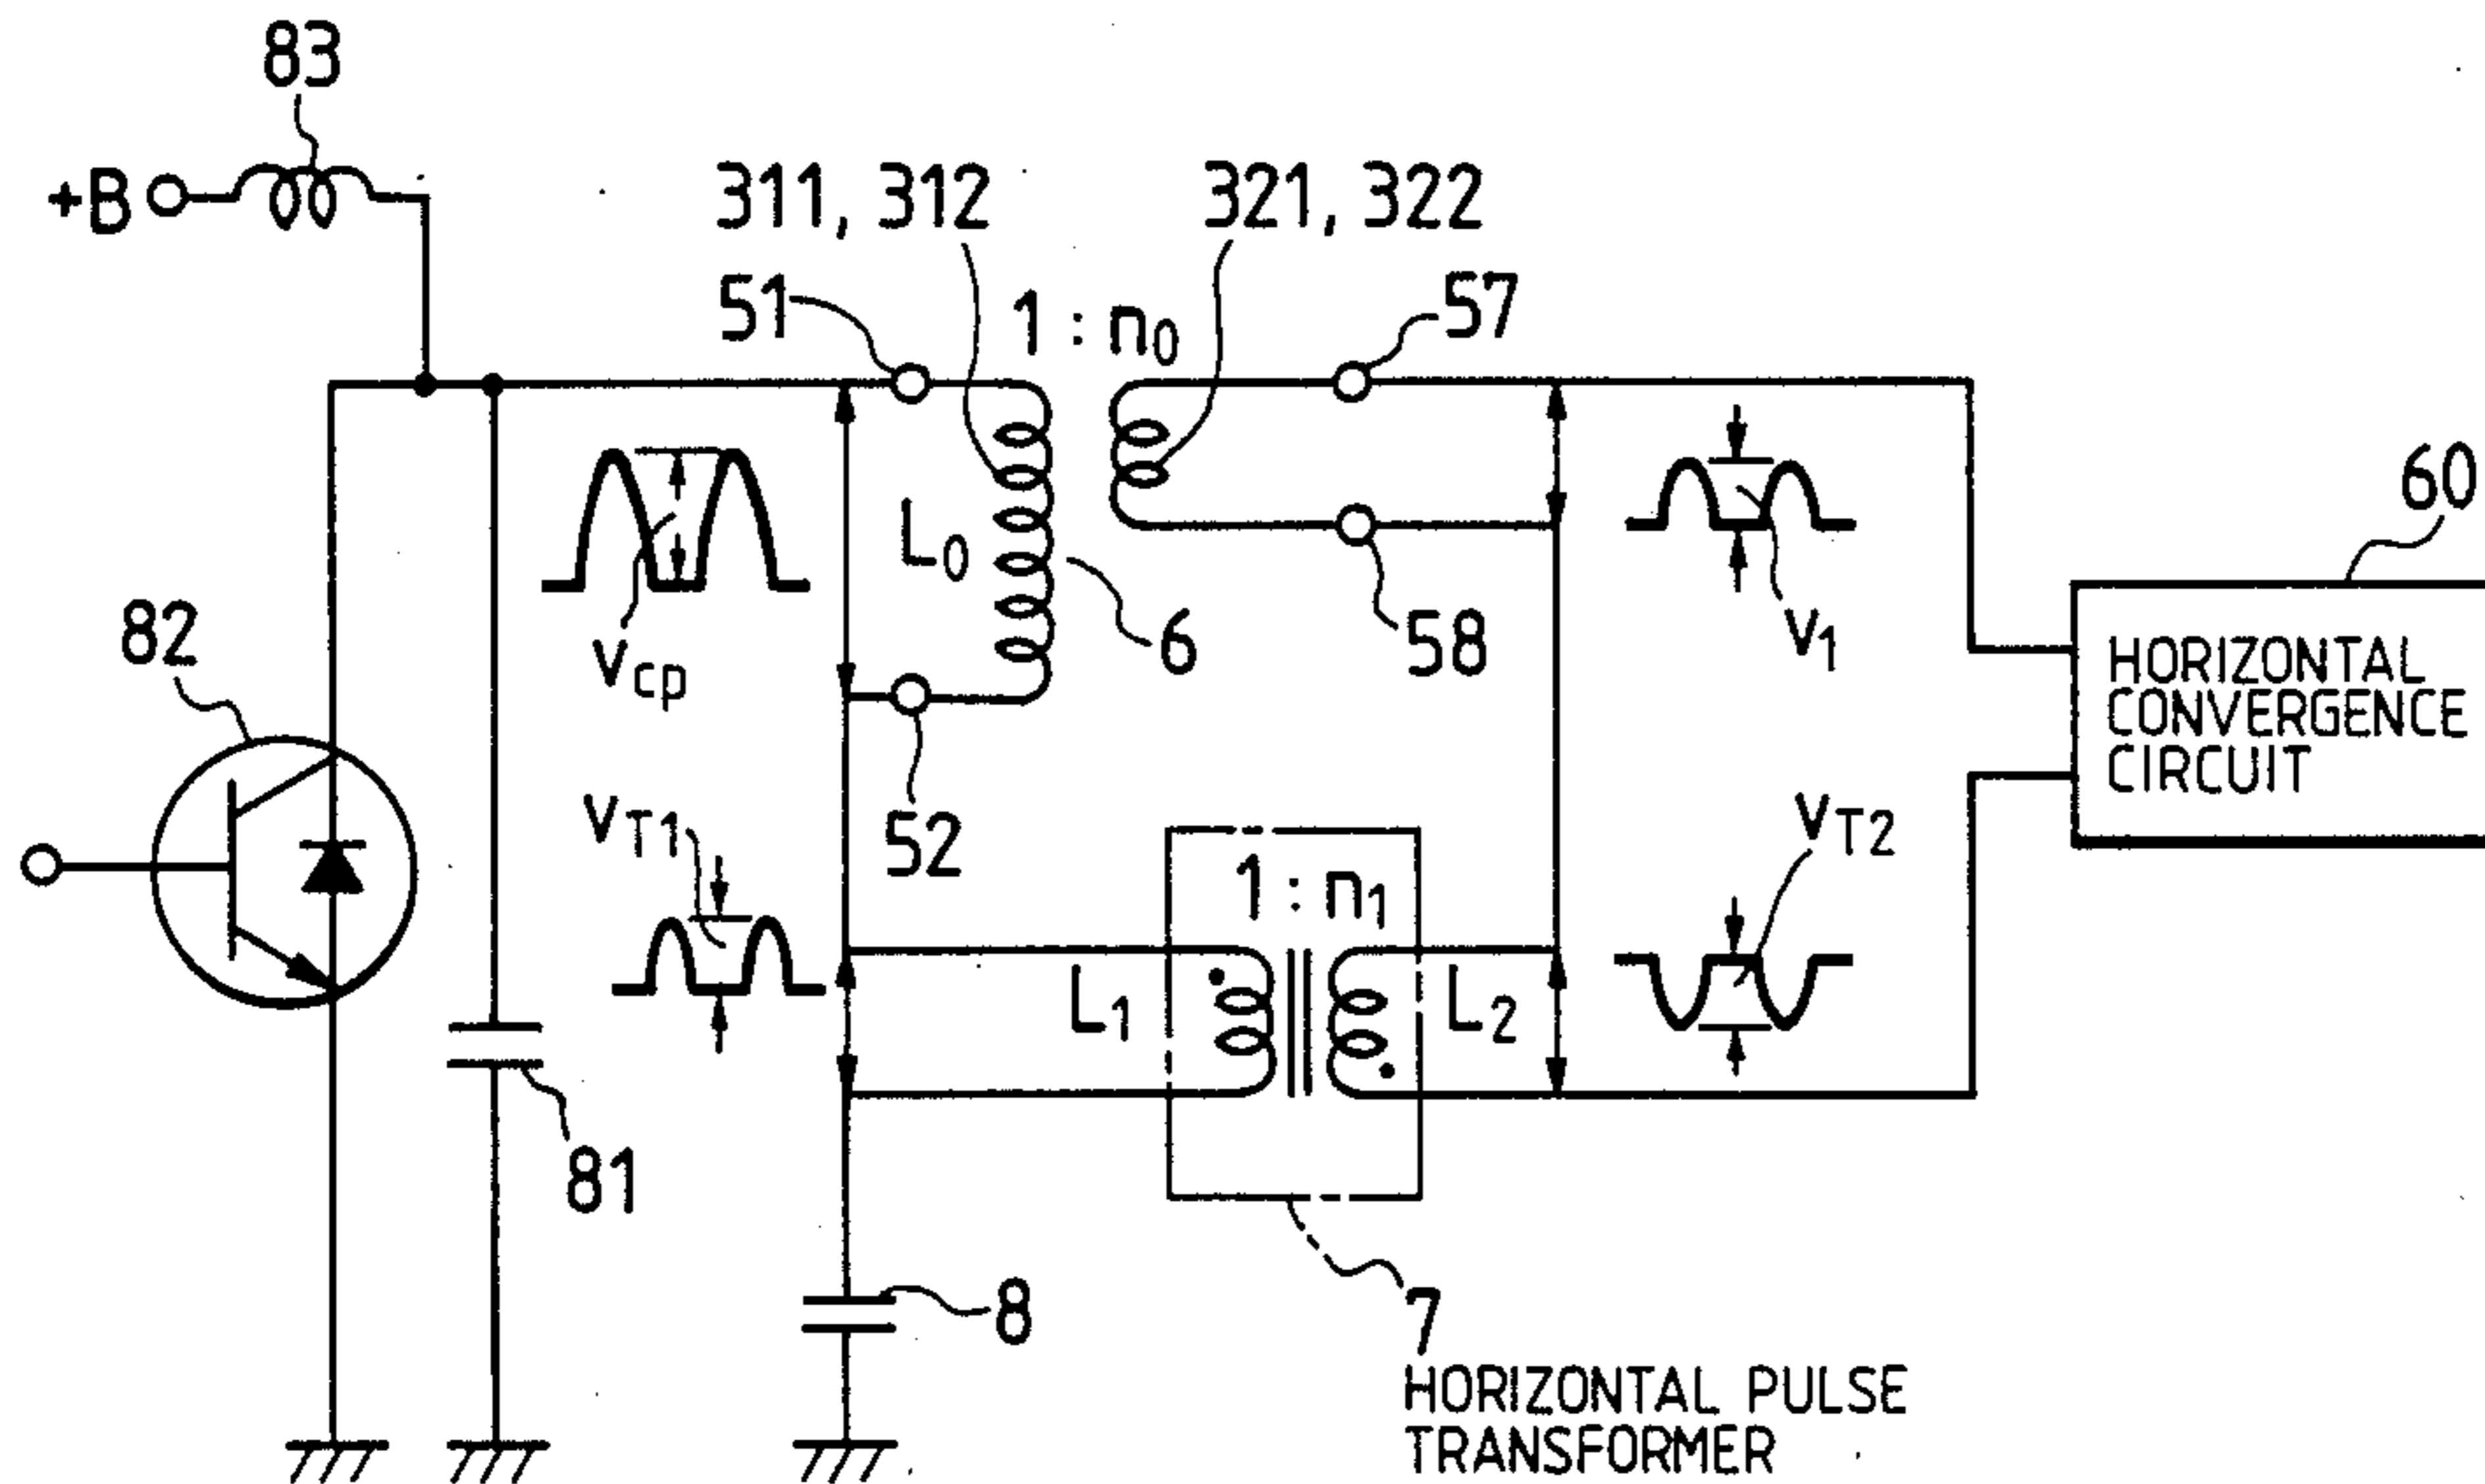 83
+B
311, 312
321, 322
51
1 : n0
57
60
L0
Vcp
6
58
V1
82
HORIZONTAL
CONVERGENCE
CIRCUIT
VT1
52
VT2
1 : n1
L1
L2
81
8
7
HORIZONTAL PULSE
TRANSFORMER